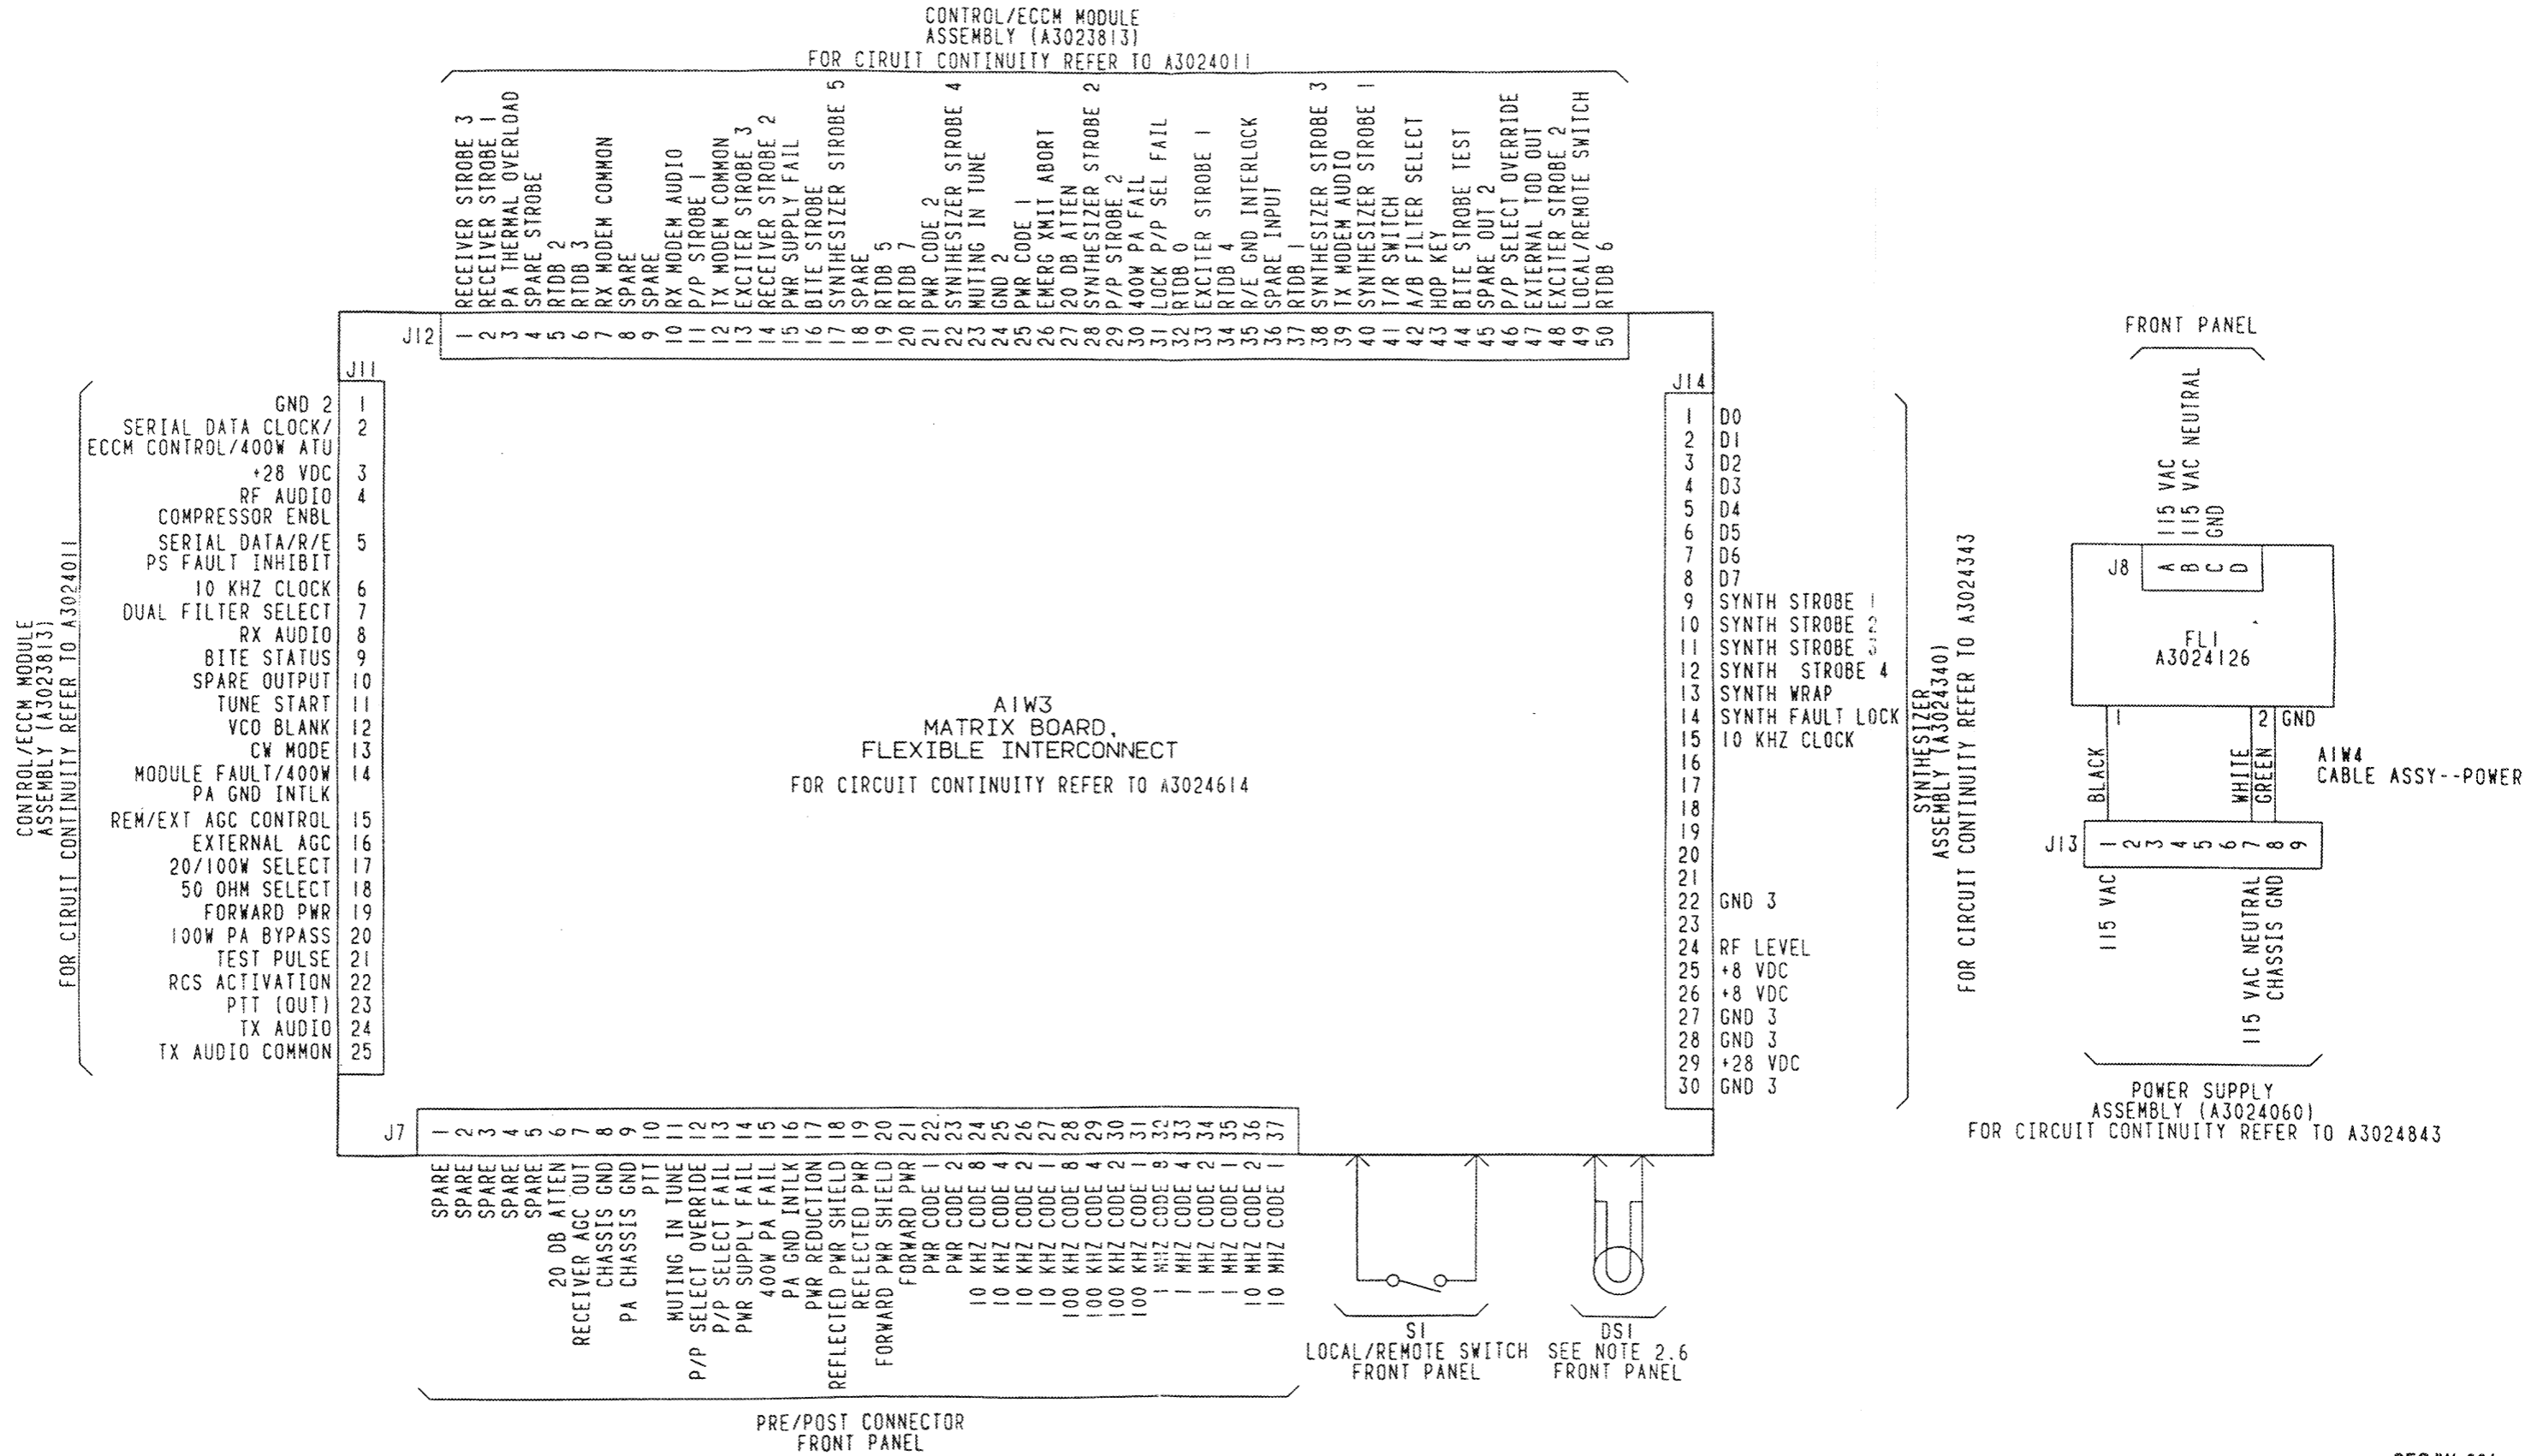 CONTROL/ECCM MODULE
ASSEMBLY (A3023813)
FOR CIRUIT CONTINUITY REFER TO A3024011
RECEIVER STROBE 3
RECEIVER STROBE 1
PA THERMAL OVERLOAD
SPARE STROBE
RTDB 2
RTDB 3
RX MODEM COMMON
SPARE
SPARE
RX MODEM AUDIO
P/P STROBE 1
TX MODEM COMMON
EXCITER STROBE 3
RECEIVER STROBE 2
PWR SUPPLY FAIL
BITE STROBE
SYNTHESIZER STROBE 5
SPARE
RTDB 5
RTDB 7
PWR CODE 2
SYNTHESIZER STROBE 4
MUTING IN TUNE
GND 2
PWR CODE 1
EMERG XMIT ABORT
20 DB ATTEN
SYNTHESIZER STROBE 2
P/P STROBE 2
400W PA FAIL
LOCK P/P SEL FAIL
RTDB 0
EXCITER STROBE 1
RTDB 4
R/E GND INTERLOCK
SPARE INPUT
RTDB 1
SYNTHESIZER STROBE 3
TX MODEM AUDIO
SYNTHESIZER STROBE 1
T/R SWITCH
A/B FILTER SELECT
HOP KEY
BITE STROBE TEST
SPARE OUT 2
P/P SELECT OVERRIDE
EXTERNAL TOD OUT
EXCITER STROBE 2
LOCAL/REMOTE SWITCH
RTDB 6
J12
1 2 3 4 5 6 7 8 9 10 11 12 13 14 15 16 17 18 19 20 21 22 23 24 25 26 27 28 29 30 31 32 33 34 35 36 37 38 39 40 41 42 43 44 45 46 47 48 49 50
J11
CONTROL/ECCM MODULE
ASSEMBLY (A3023813)
FOR CIRUIT CONTINUITY REFER TO A3024011
GND 2 1
SERIAL DATA CLOCK/ 2
ECCM CONTROL/400W ATU
+28 VDC 3
RF AUDIO 4
COMPRESSOR ENBL
SERIAL DATA/R/E 5
PS FAULT INHIBIT
10 KHZ CLOCK 6
DUAL FILTER SELECT 7
RX AUDIO 8
BITE STATUS 9
SPARE OUTPUT 10
TUNE START 11
VCO BLANK 12
CW MODE 13
MODULE FAULT/400W 14
PA GND INTLK
REM/EXT AGC CONTROL 15
EXTERNAL AGC 16
20/100W SELECT 17
50 OHM SELECT 18
FORWARD PWR 19
100W PA BYPASS 20
TEST PULSE 21
RCS ACTIVATION 22
PTT (OUT) 23
TX AUDIO 24
TX AUDIO COMMON 25
A1W3
MATRIX BOARD,
FLEXIBLE INTERCONNECT
FOR CIRCUIT CONTINUITY REFER TO A3024614
J14
1 D0
2 D1
3 D2
4 D3
5 D4
6 D5
7 D6
8 D7
9 SYNTH STROBE 1
10 SYNTH STROBE 2
11 SYNTH STROBE 3
12 SYNTH STROBE 4
13 SYNTH WRAP
14 SYNTH FAULT LOCK
15 10 KHZ CLOCK
16
17
18
19
20
21
22 GND 3
23
24 RF LEVEL
25 +8 VDC
26 +8 VDC
27 GND 3
28 GND 3
29 +28 VDC
30 GND 3
SYNTHESIZER
ASSEMBLY (A3024340)
FOR CIRCUIT CONTINUITY REFER TO A3024343
FRONT PANEL
115 VAC
115 VAC NEUTRAL
GND
J8
A B C D
FL1
A3024126
1
2
GND
BLACK
WHITE
GREEN
A1W4
CABLE ASSY--POWER
J13
1 2 3 4 5 6 7 8 9
115 VAC
115 VAC NEUTRAL
CHASSIS GND
POWER SUPPLY
ASSEMBLY (A3024060)
FOR CIRCUIT CONTINUITY REFER TO A3024843
J7
1 2 3 4 5 6 7 8 9 10 11 12 13 14 15 16 17 18 19 20 21 22 23 24 25 26 27 28 29 30 31 32 33 34 35 36 37
SPARE
SPARE
SPARE
SPARE
SPARE
20 DB ATTEN
RECEIVER AGC OUT
CHASSIS GND
PA CHASSIS GND
PTT
MUTING IN TUNE
P/P SELECT OVERRIDE
P/P SELECT FAIL
PWR SUPPLY FAIL
400W PA FAIL
PA GND INTLK
PWR REDUCTION
REFLECTED PWR SHIELD
REFLECTED PWR
FORWARD PWR SHIELD
FORWARD PWR
PWR CODE 1
PWR CODE 2
10 KHZ CODE 8
10 KHZ CODE 4
10 KHZ CODE 2
10 KHZ CODE 1
100 KHZ CODE 8
100 KHZ CODE 4
100 KHZ CODE 2
100 KHZ CODE 1
1 MHZ CODE 8
1 MHZ CODE 4
1 MHZ CODE 2
1 MHZ CODE 1
10 MHZ CODE 2
10 MHZ CODE 1
PRE/POST CONNECTOR
FRONT PANEL
S1
LOCAL/REMOTE SWITCH
FRONT PANEL
DS1
SEE NOTE 2.6
FRONT PANEL